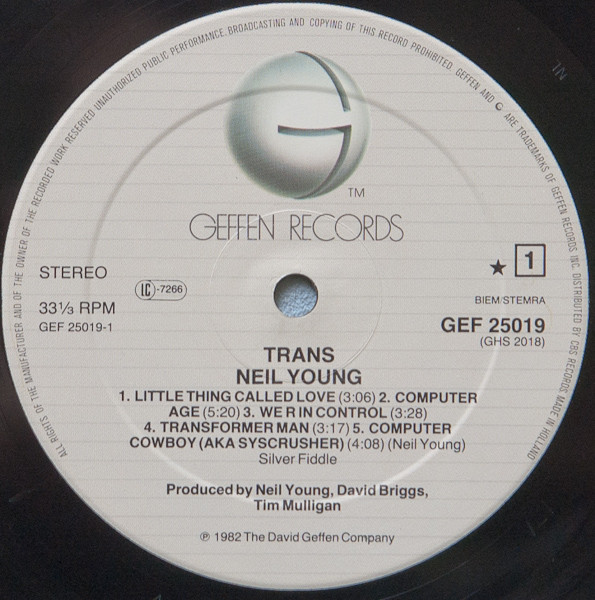 ALL RIGHTS OF THE MANUFACTURER AND OF THE OWNER OF THE RECORDED WORK RESERVED UNAUTHORIZED PUBLIC PERFORMANCE, BROADCASTING AND COPYING OF THIS RECORD PROHIBITED. GEFFEN AND G ARE TRADEMARKS OF GEFFEN RECORDS INC. DISTRIBUTED BY CBS RECORDS MADE IN HOLLAND
TM
GEFFEN RECORDS
STEREO
LC-7266
★ 1
33⅓ RPM
GEF 25019-1
BIEM/STEMRA
GEF 25019
(GHS 2018)
TRANS
NEIL YOUNG
1. LITTLE THING CALLED LOVE (3:06) 2. COMPUTER
AGE (5:20) 3. WE R IN CONTROL (3:28)
4. TRANSFORMER MAN (3:17) 5. COMPUTER
COWBOY (AKA SYSCRUSHER) (4:08) (Neil Young)
Silver Fiddle
Produced by Neil Young, David Briggs,
Tim Mulligan
℗ 1982 The David Geffen Company